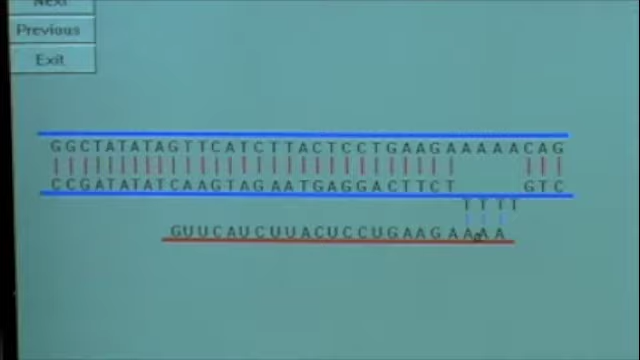 Next
Previous
Exit
GGCTATATAGTTCATCTTACTCCTGAAGAAAAACAG
CCGATATATCAAGTAGAATGAGGACTTCT GTC
TTTT
GUUCAUCUUACUCCUGAAGAAAA